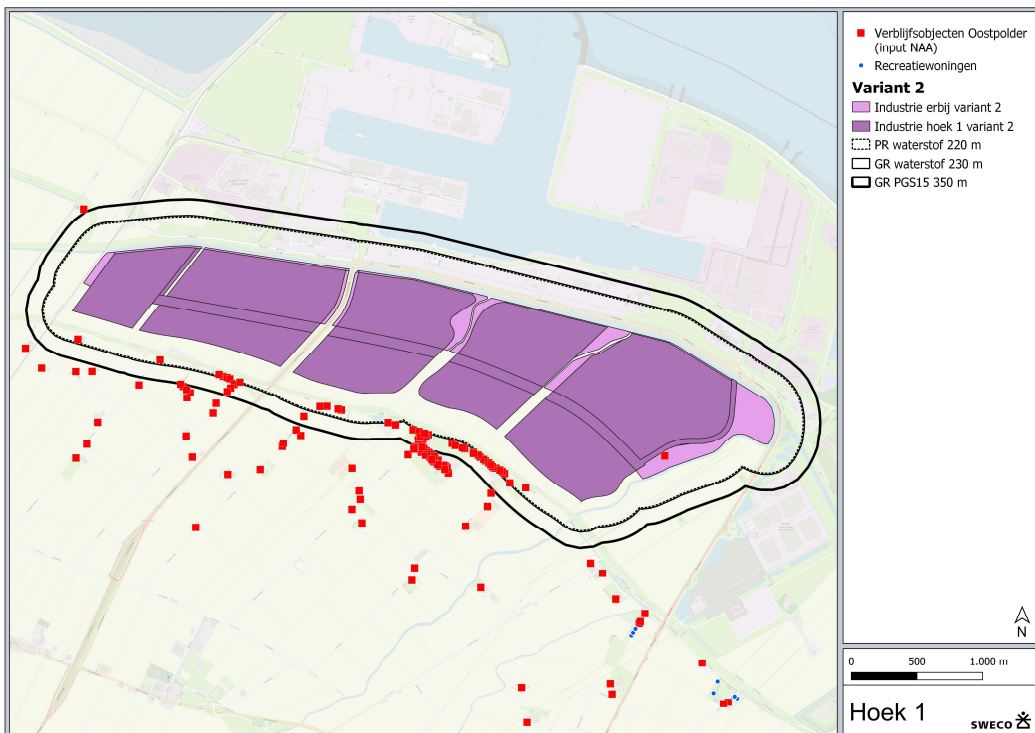 Verblijfsobjecten Oostpolder
(input NAA)
Recreatiewoningen
Variant 2
Industrie erbij variant 2
Industrie hoek 1 variant 2
PR waterstof 220 m
GR waterstof 230 m
GR PGS15 350 m
N
0 500 1.000 m
Hoek 1
SWECO